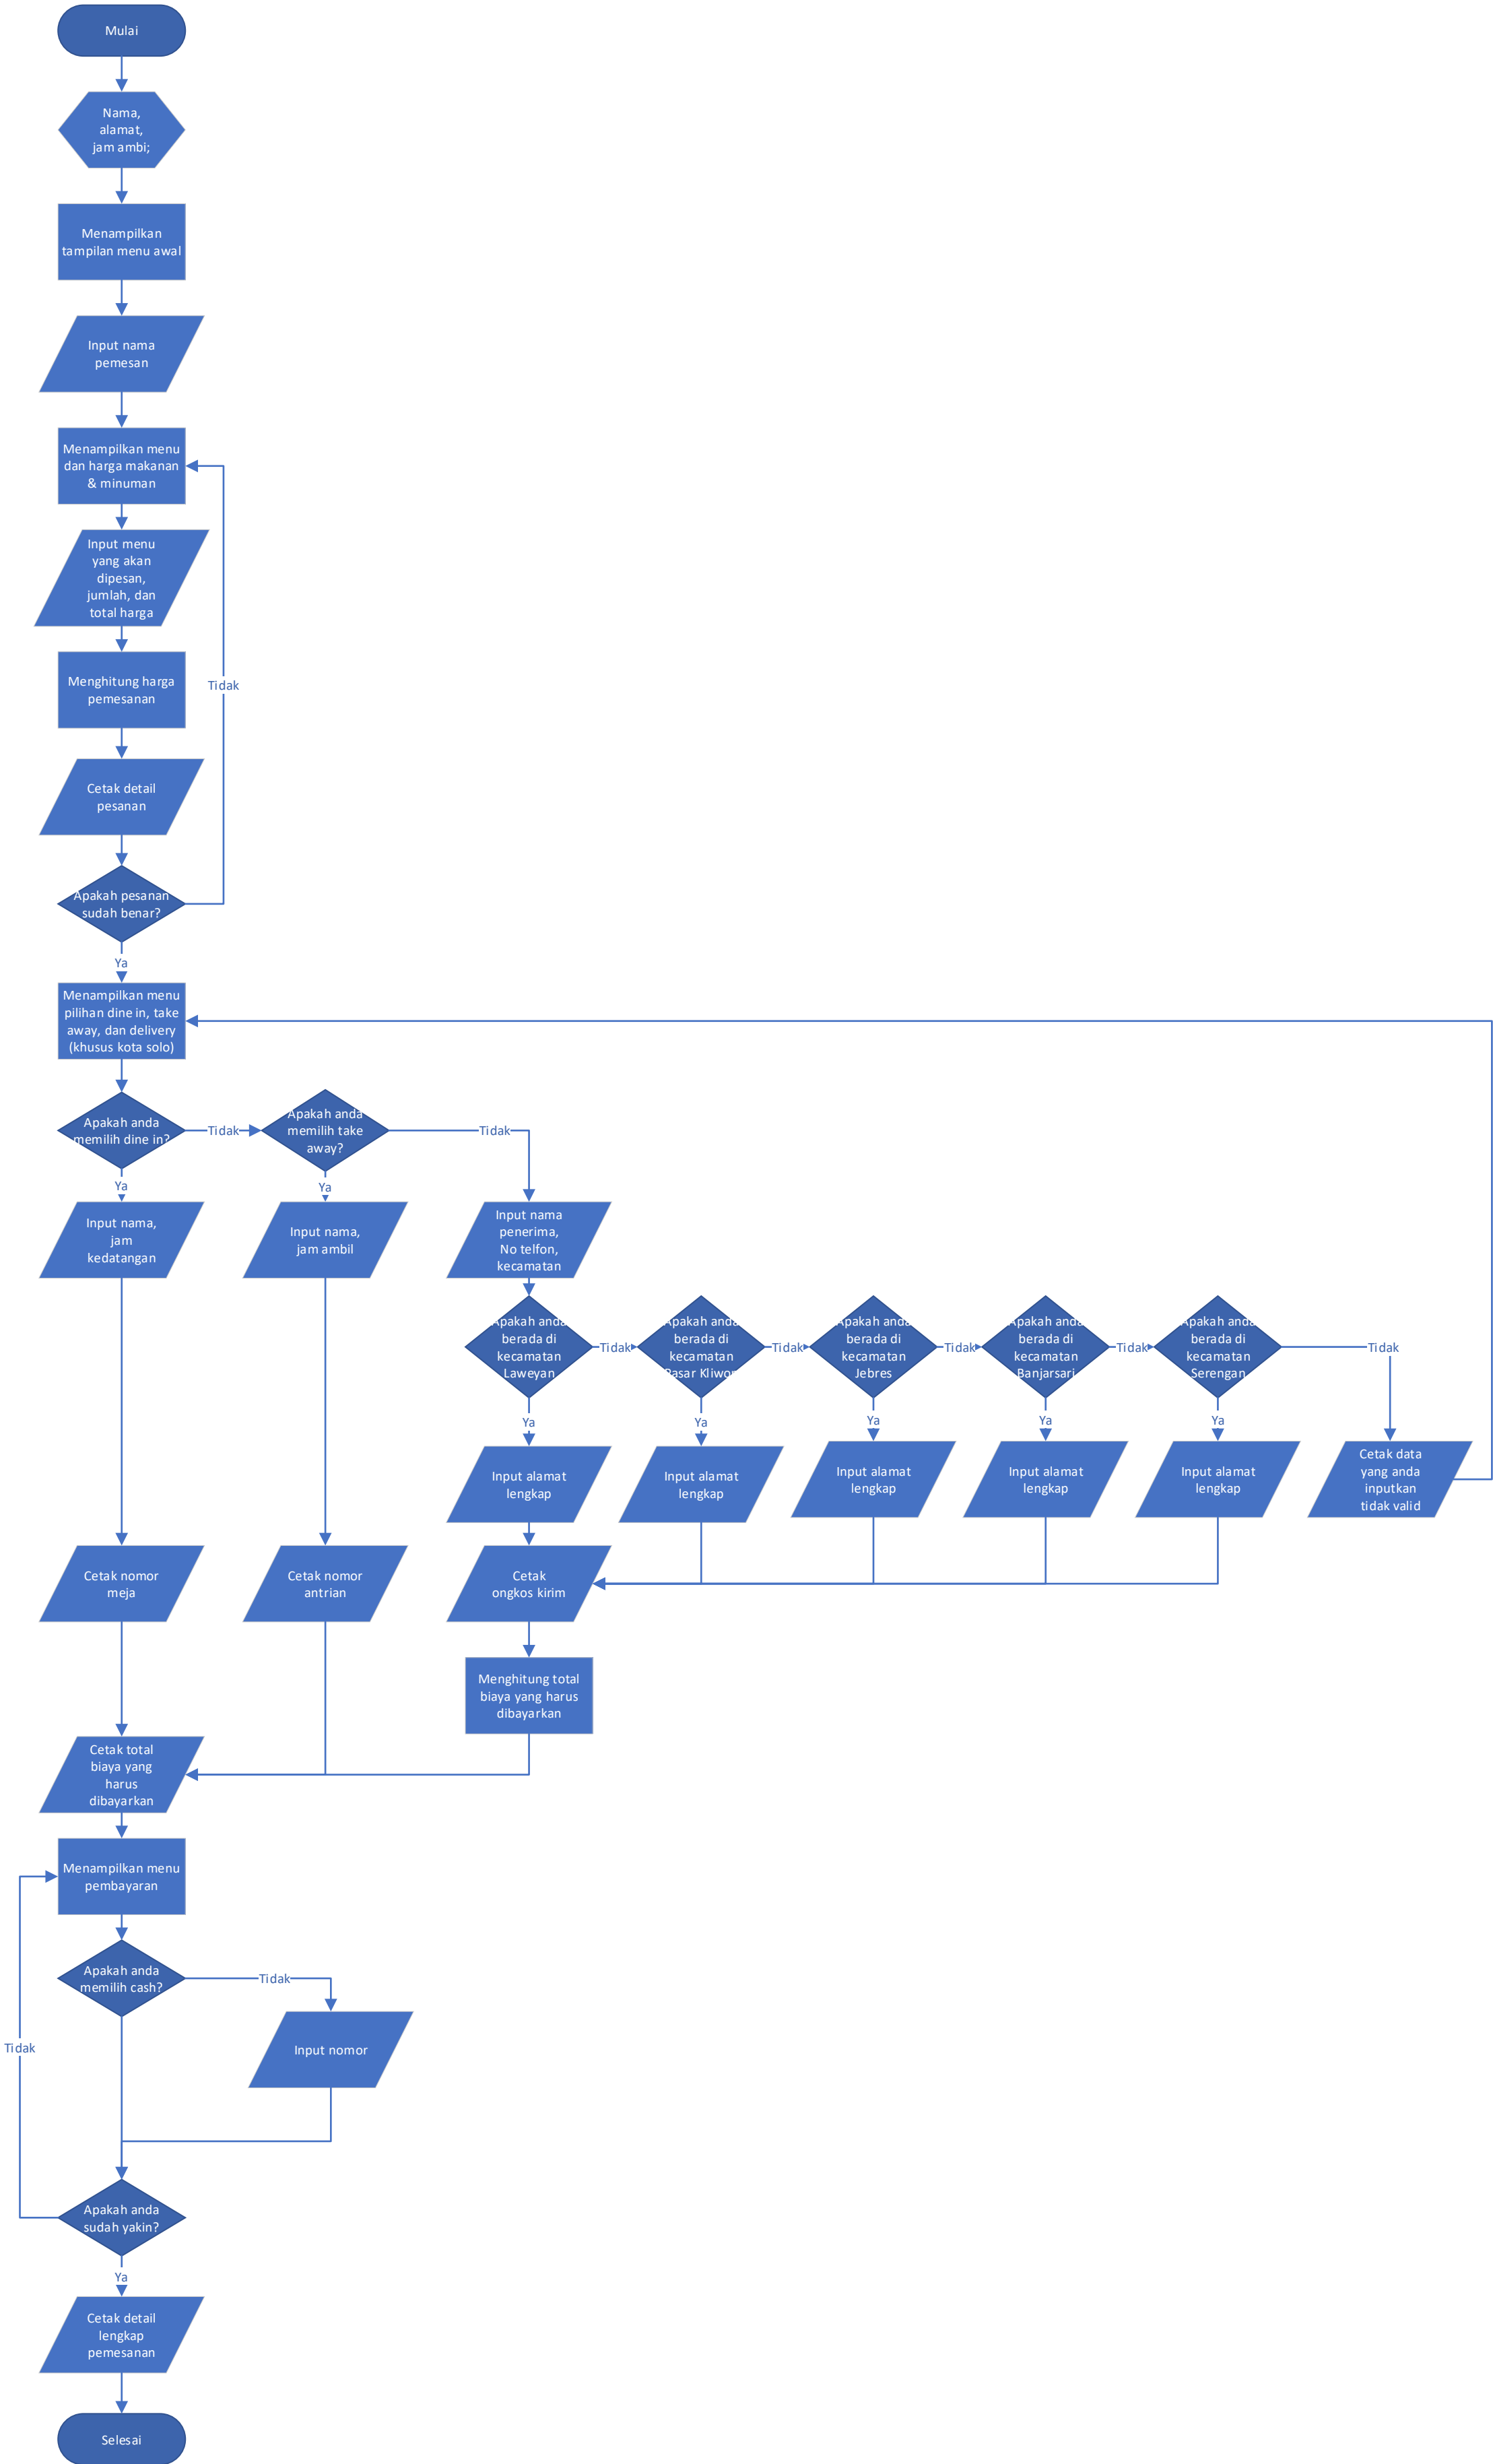 Mulai
Nama,
alamat,
jam ambi;
Menampilkan
tampilan menu awal
Input nama
pemesan
Menampilkan menu
dan harga makanan
& minuman
Input menu
yang akan
dipesan,
jumlah, dan
total harga
Menghitung harga
pemesanan
Tidak
Cetak detail
pesanan
Apakah pesanan
sudah benar?
Ya
Menampilkan menu
pilihan dine in, take
away, dan delivery
(khusus kota solo)
Apakah anda
memilih dine in?
Tidak
Apakah anda
memilih take
away?
Tidak
Ya
Ya
Input nama,
jam
kedatangan
Input nama,
jam ambil
Input nama
penerima,
No telfon,
kecamatan
Apakah anda
berada di
kecamatan
Laweyan
Tidak
Apakah anda
berada di
kecamatan
Pasar Kliwon
Tidak
Apakah anda
berada di
kecamatan
Jebres
Tidak
Apakah anda
berada di
kecamatan
Banjarsari
Tidak
Apakah anda
berada di
kecamatan
Serengan
Tidak
Ya
Ya
Ya
Ya
Ya
Input alamat
lengkap
Input alamat
lengkap
Input alamat
lengkap
Input alamat
lengkap
Input alamat
lengkap
Cetak data
yang anda
inputkan
tidak valid
Cetak nomor
meja
Cetak nomor
antrian
Cetak
ongkos kirim
Menghitung total
biaya yang harus
dibayarkan
Cetak total
biaya yang
harus
dibayarkan
Menampilkan menu
pembayaran
Apakah anda
memilih cash?
Tidak
Input nomor
Tidak
Apakah anda
sudah yakin?
Ya
Cetak detail
lengkap
pemesanan
Selesai